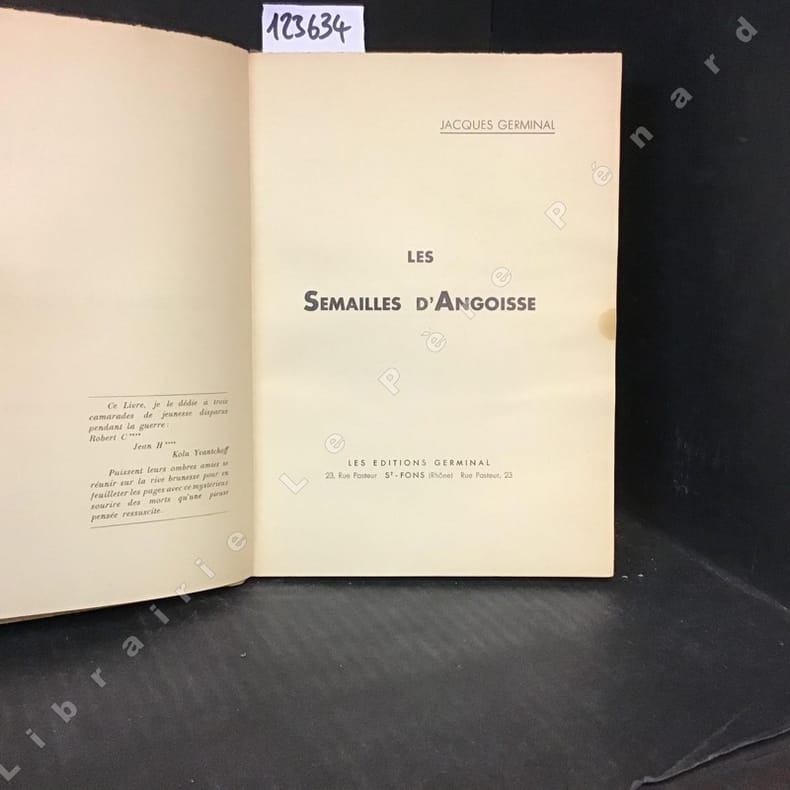 123634
Ce Livre, je le dédie à trois
camarades de jeunesse disparus
pendant la guerre :
Robert C****
Jean H****
Kolu Yvantchoff
Puissent leurs ombres amies se
réunir sur la rive brunesse pour en
feuilleter les pages avec ce mystérieux
sourire des morts qu'une pieuse
pensée ressuscite.
JACQUES GERMINAL
LES
SEMAILLES D'ANGOISSE
LES EDITIONS GERMINAL
23, Rue Pasteur ST-FONS (Rhône) Rue Pasteur, 23
Librairie Le Père Pénard